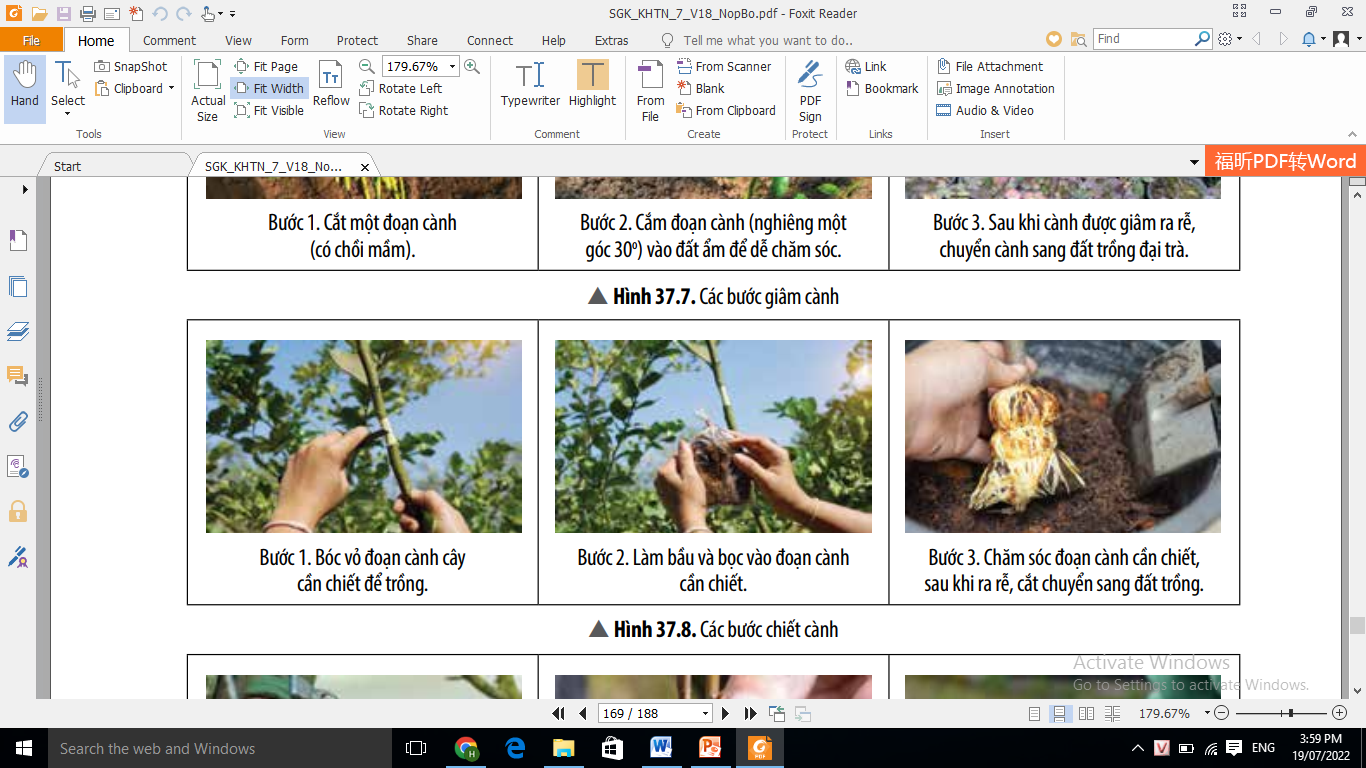 SGK_KHTN_7_V18_NopBo.pdf - Foxit Reader
File Home Comment View Form Protect Share Connect Help Extras Tell me what you want to do.. Find
Hand
Select
SnapShot
Clipboard
Tools
Actual Size
Fit Page
Fit Width
Fit Visible
Reflow
179.67%
Rotate Left
Rotate Right
View
Typewriter
Highlight
Comment
From File
From Scanner
Blank
From Clipboard
Create
PDF Sign
Protect
Link
Bookmark
Links
File Attachment
Image Annotation
Audio & Video
Insert
Start
SGK_KHTN_7_V18_No...
福昕PDF转Word
Bước 1. Cắt một đoạn cành
(có chồi mầm).
Bước 2. Cắm đoạn cành (nghiêng một
góc 30º) vào đất ẩm để dễ chăm sóc.
Bước 3. Sau khi cành được giâm ra rễ,
chuyển cành sang đất trồng đại trà.
▲ Hình 37.7. Các bước giâm cành
Bước 1. Bóc vỏ đoạn cành cây
cần chiết để trồng.
Bước 2. Làm bầu và bọc vào đoạn cành
cần chiết.
Bước 3. Chăm sóc đoạn cành cần chiết,
sau khi ra rễ, cắt chuyển sang đất trồng.
▲ Hình 37.8. Các bước chiết cành
Activate Windows
Go to Settings to activate Windows.
169 / 188
179.67%
Search the web and Windows
ENG
3:59 PM
19/07/2022